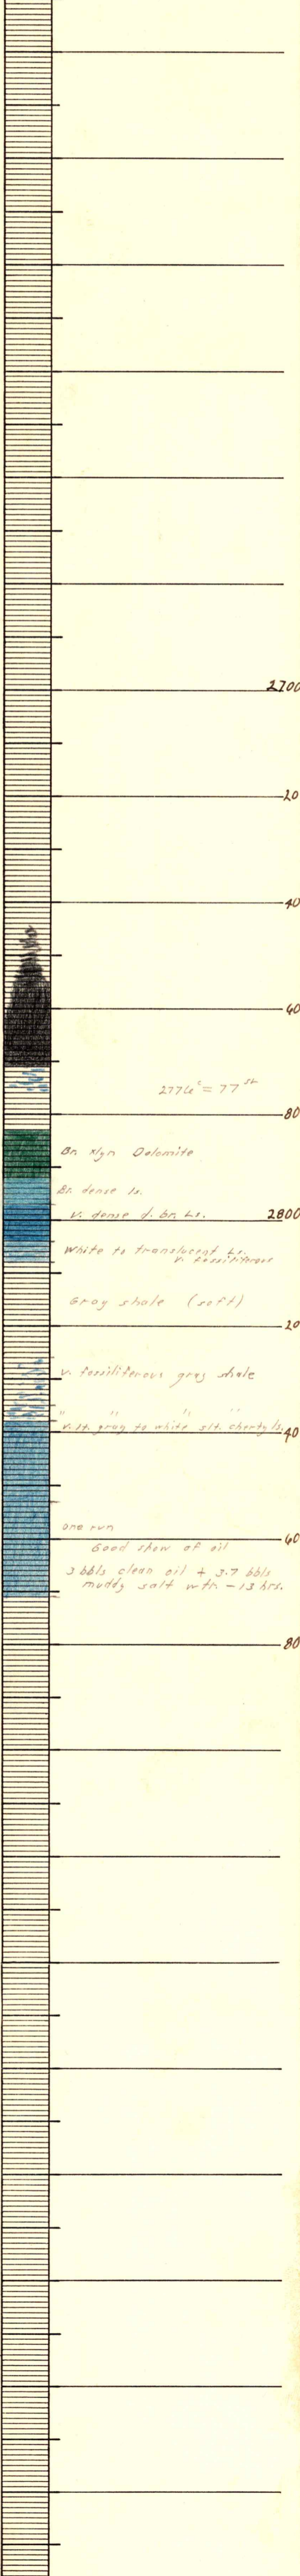 2700
20
40
60
80
Br. xlyn Dolomite
Br. dense ls.
v. dense d. br. Ls.
2800
White to translucent Ls.
v. fossiliferous
Gray shale (soft)
20
v. fossiliferous gray shale
" " " "
v. lt. gray to white slt. cherty ls.
40
One run
60
Good show of oil
3 bbls clean oil + 3.7 bbls
muddy salt wtr. - 13 hrs.
80